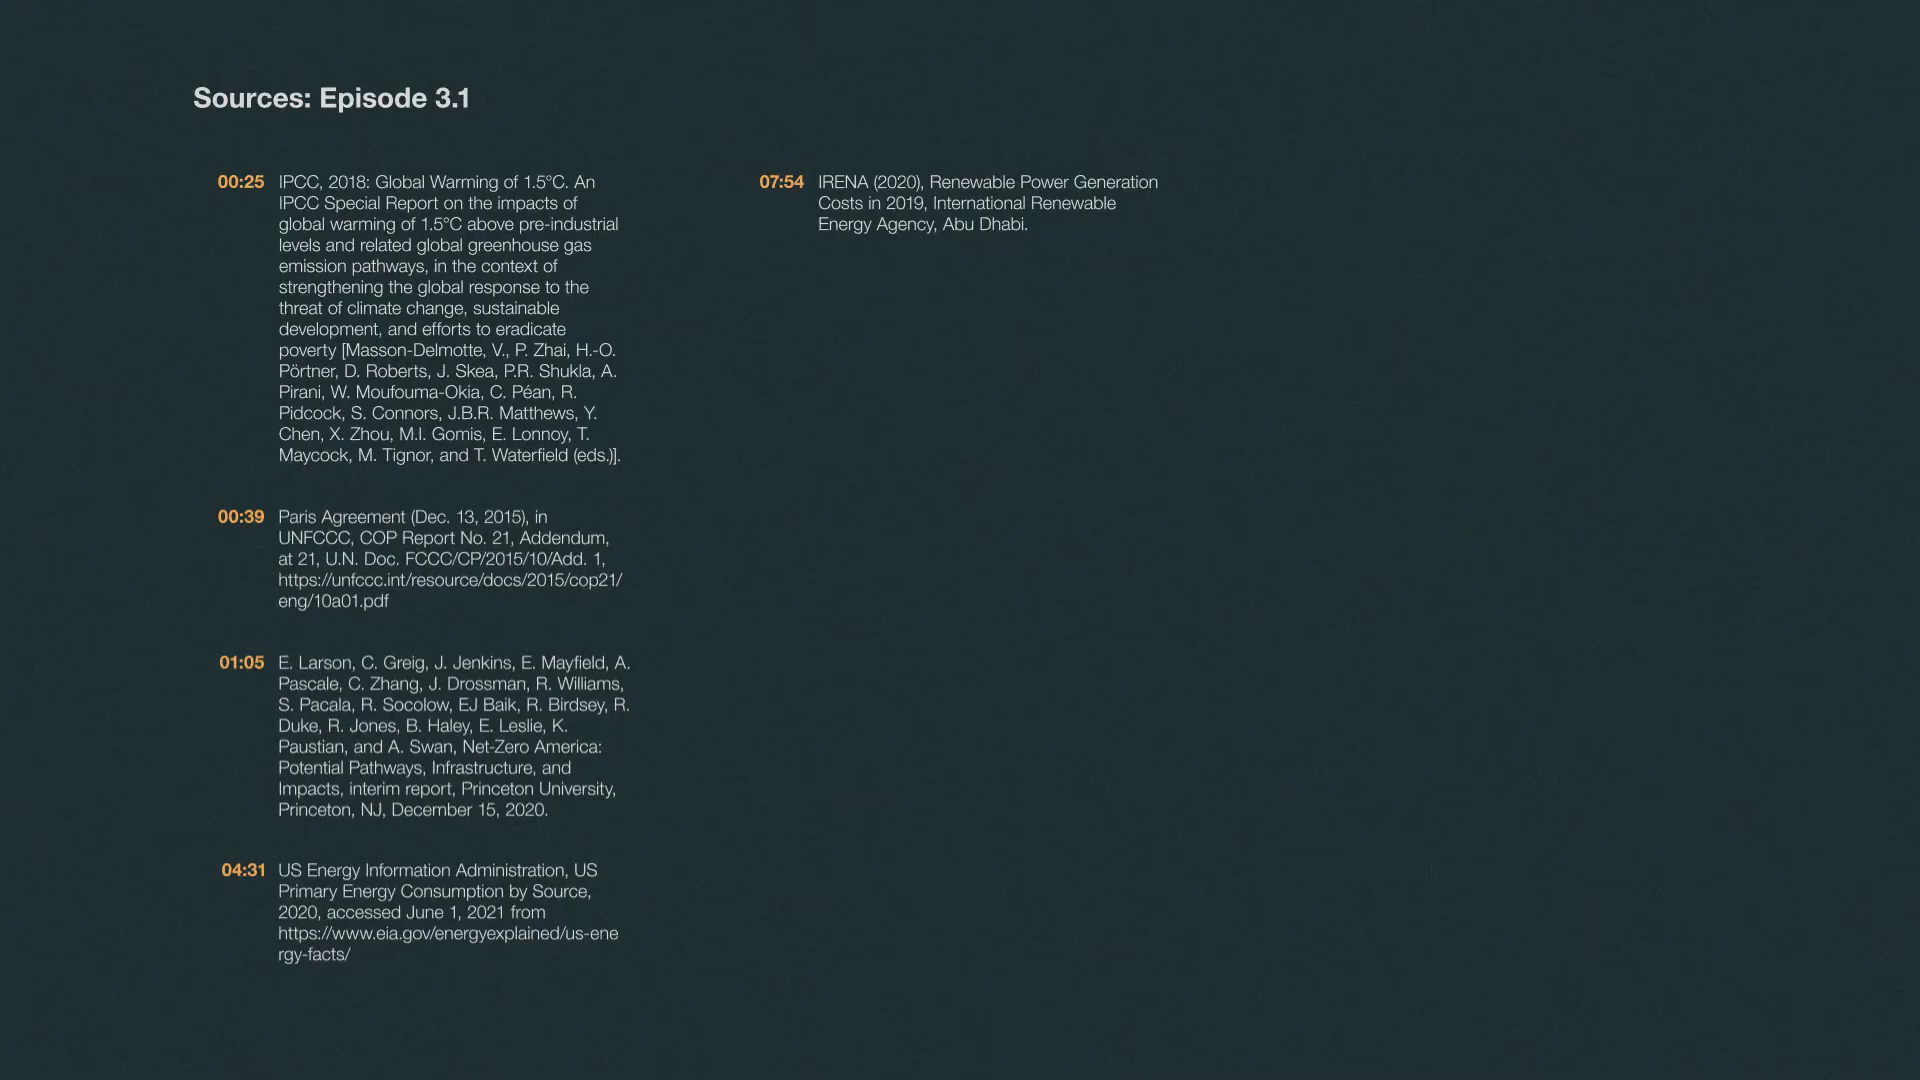 Sources: Episode 3.1
00:25 IPCC, 2018: Global Warming of 1.5°C. An
IPCC Special Report on the impacts of
global warming of 1.5°C above pre-industrial
levels and related global greenhouse gas
emission pathways, in the context of
strengthening the global response to the
threat of climate change, sustainable
development, and efforts to eradicate
poverty [Masson-Delmotte, V., P. Zhai, H.-O.
Pörtner, D. Roberts, J. Skea, P.R. Shukla, A.
Pirani, W. Moufouma-Okia, C. Péan, R.
Pidcock, S. Connors, J.B.R. Matthews, Y.
Chen, X. Zhou, M.I. Gomis, E. Lonnoy, T.
Maycock, M. Tignor, and T. Waterfield (eds.)].
00:39 Paris Agreement (Dec. 13, 2015), in
UNFCCC, COP Report No. 21, Addendum,
at 21, U.N. Doc. FCCC/CP/2015/10/Add. 1,
https://unfccc.int/resource/docs/2015/cop21/
eng/10a01.pdf
01:05 E. Larson, C. Greig, J. Jenkins, E. Mayfield, A.
Pascale, C. Zhang, J. Drossman, R. Williams,
S. Pacala, R. Socolow, EJ Baik, R. Birdsey, R.
Duke, R. Jones, B. Haley, E. Leslie, K.
Paustian, and A. Swan, Net-Zero America:
Potential Pathways, Infrastructure, and
Impacts, interim report, Princeton University,
Princeton, NJ, December 15, 2020.
04:31 US Energy Information Administration, US
Primary Energy Consumption by Source,
2020, accessed June 1, 2021 from
https://www.eia.gov/energyexplained/us-ene
rgy-facts/
07:54 IRENA (2020), Renewable Power Generation
Costs in 2019, International Renewable
Energy Agency, Abu Dhabi.